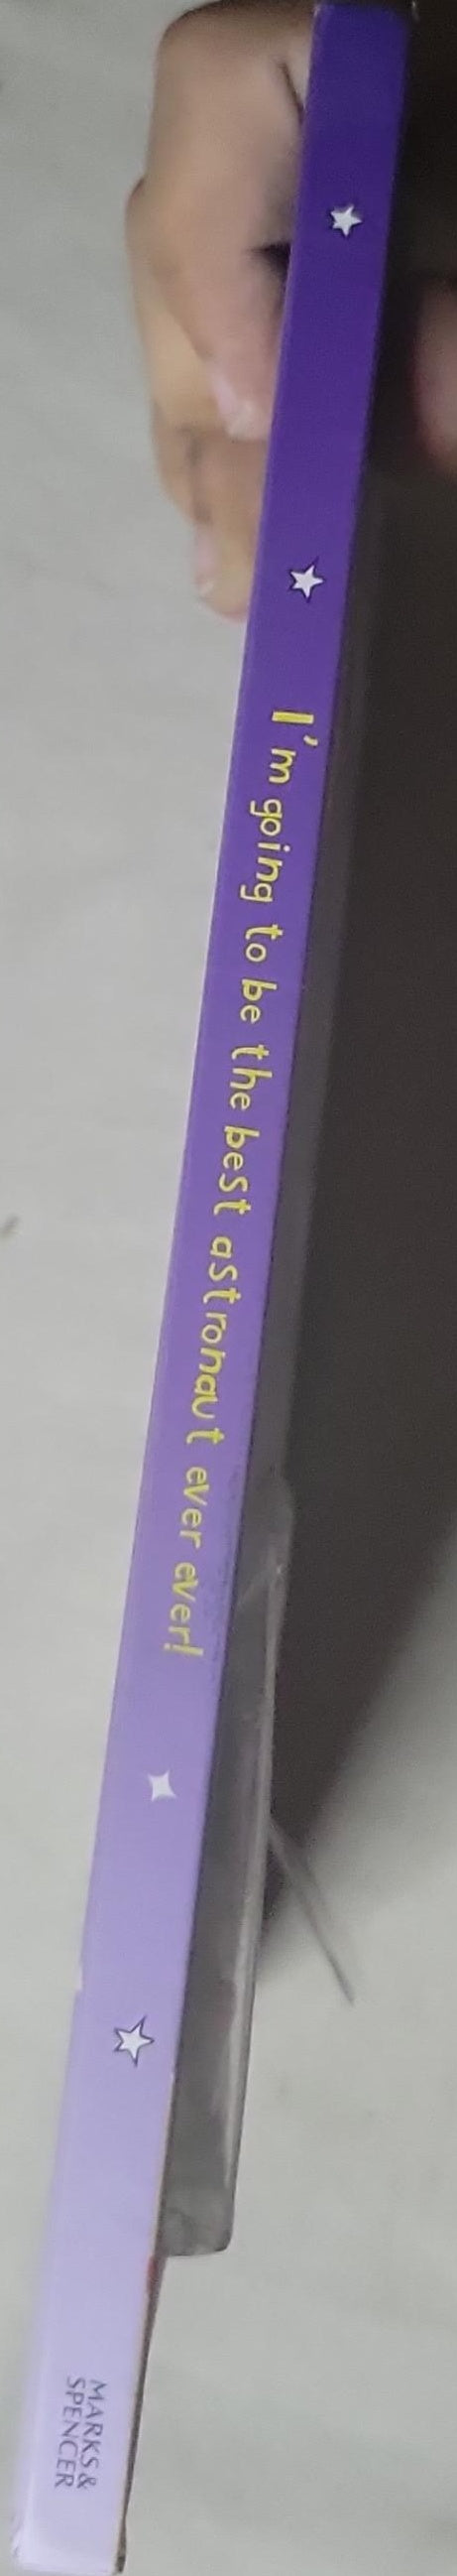 I'm going to be the best astronaut ever ever!
MARKS &
SPENCER